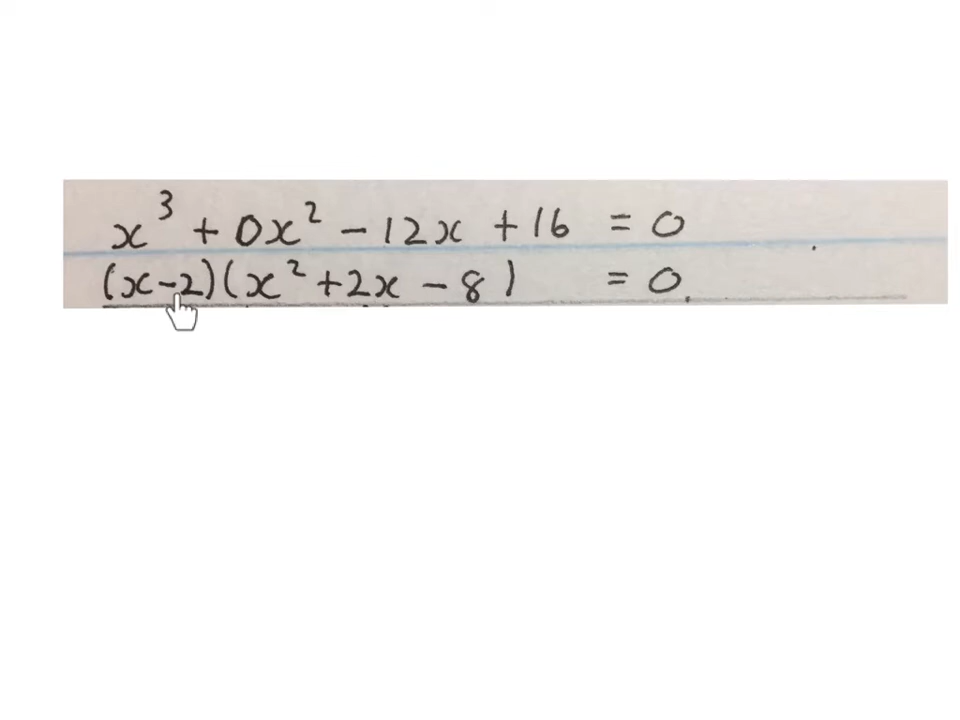 x³ + 0x² - 12x + 16 = 0
(x-2)(x² + 2x - 8) = 0